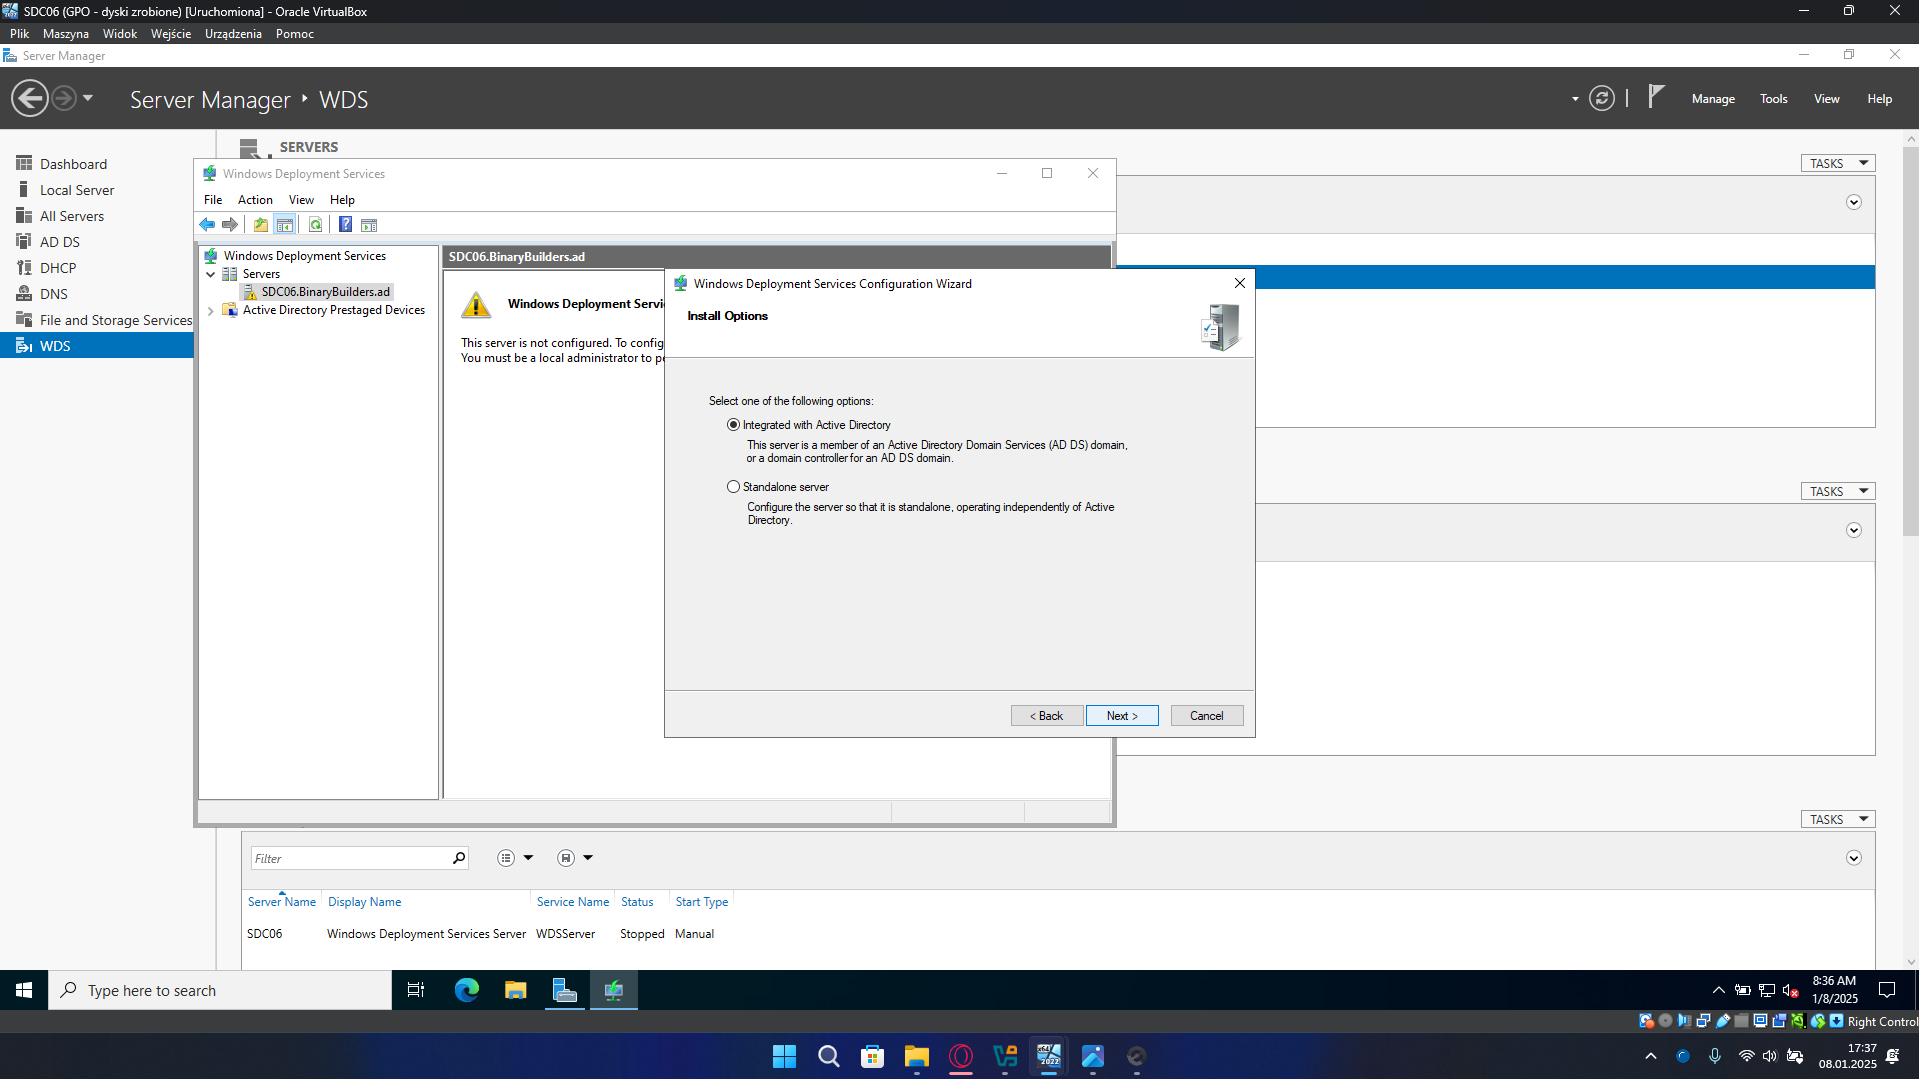 SDC06 (GPO - dyski zrobione) [Uruchomiona] - Oracle VirtualBox
Plik Maszyna Widok Wejście Urządzenia Pomoc
Server Manager
Server Manager ‣ WDS
Manage Tools View Help
Dashboard
Local Server
All Servers
AD DS
DHCP
DNS
File and Storage Services
WDS
SERVERS
TASKS
Windows Deployment Services
File Action View Help
Windows Deployment Services
Servers
SDC06.BinaryBuilders.ad
Active Directory Prestaged Devices
SDC06.BinaryBuilders.ad
Windows Deployment Servi
This server is not configured. To config
You must be a local administrator to pe
Windows Deployment Services Configuration Wizard
Install Options
Select one of the following options:
Integrated with Active Directory
This server is a member of an Active Directory Domain Services (AD DS) domain,
or a domain controller for an AD DS domain.
Standalone server
Configure the server so that it is standalone, operating independently of Active
Directory.
< Back Next > Cancel
TASKS
TASKS
Filter
Server Name Display Name Service Name Status Start Type
SDC06 Windows Deployment Services Server WDSServer Stopped Manual
Type here to search
8:36 AM
1/8/2025
Right Control
17:37
08.01.2025